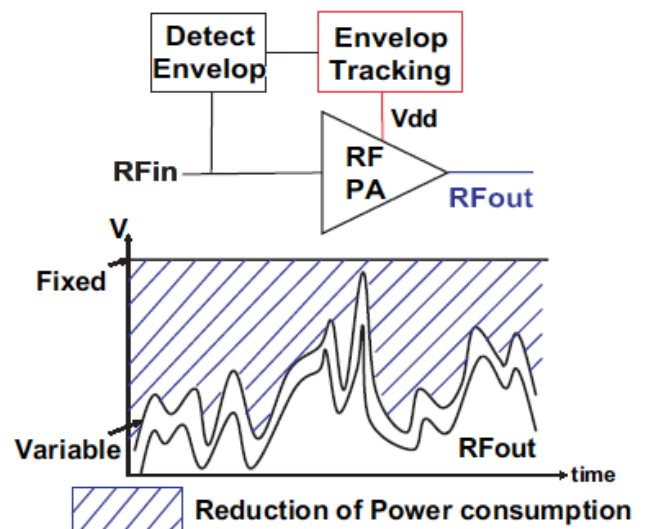 Detect
Envelop
Envelop
Tracking
Vdd
RFin
RF
PA
RFout
V
Fixed
Variable
RFout
time
Reduction of Power consumption